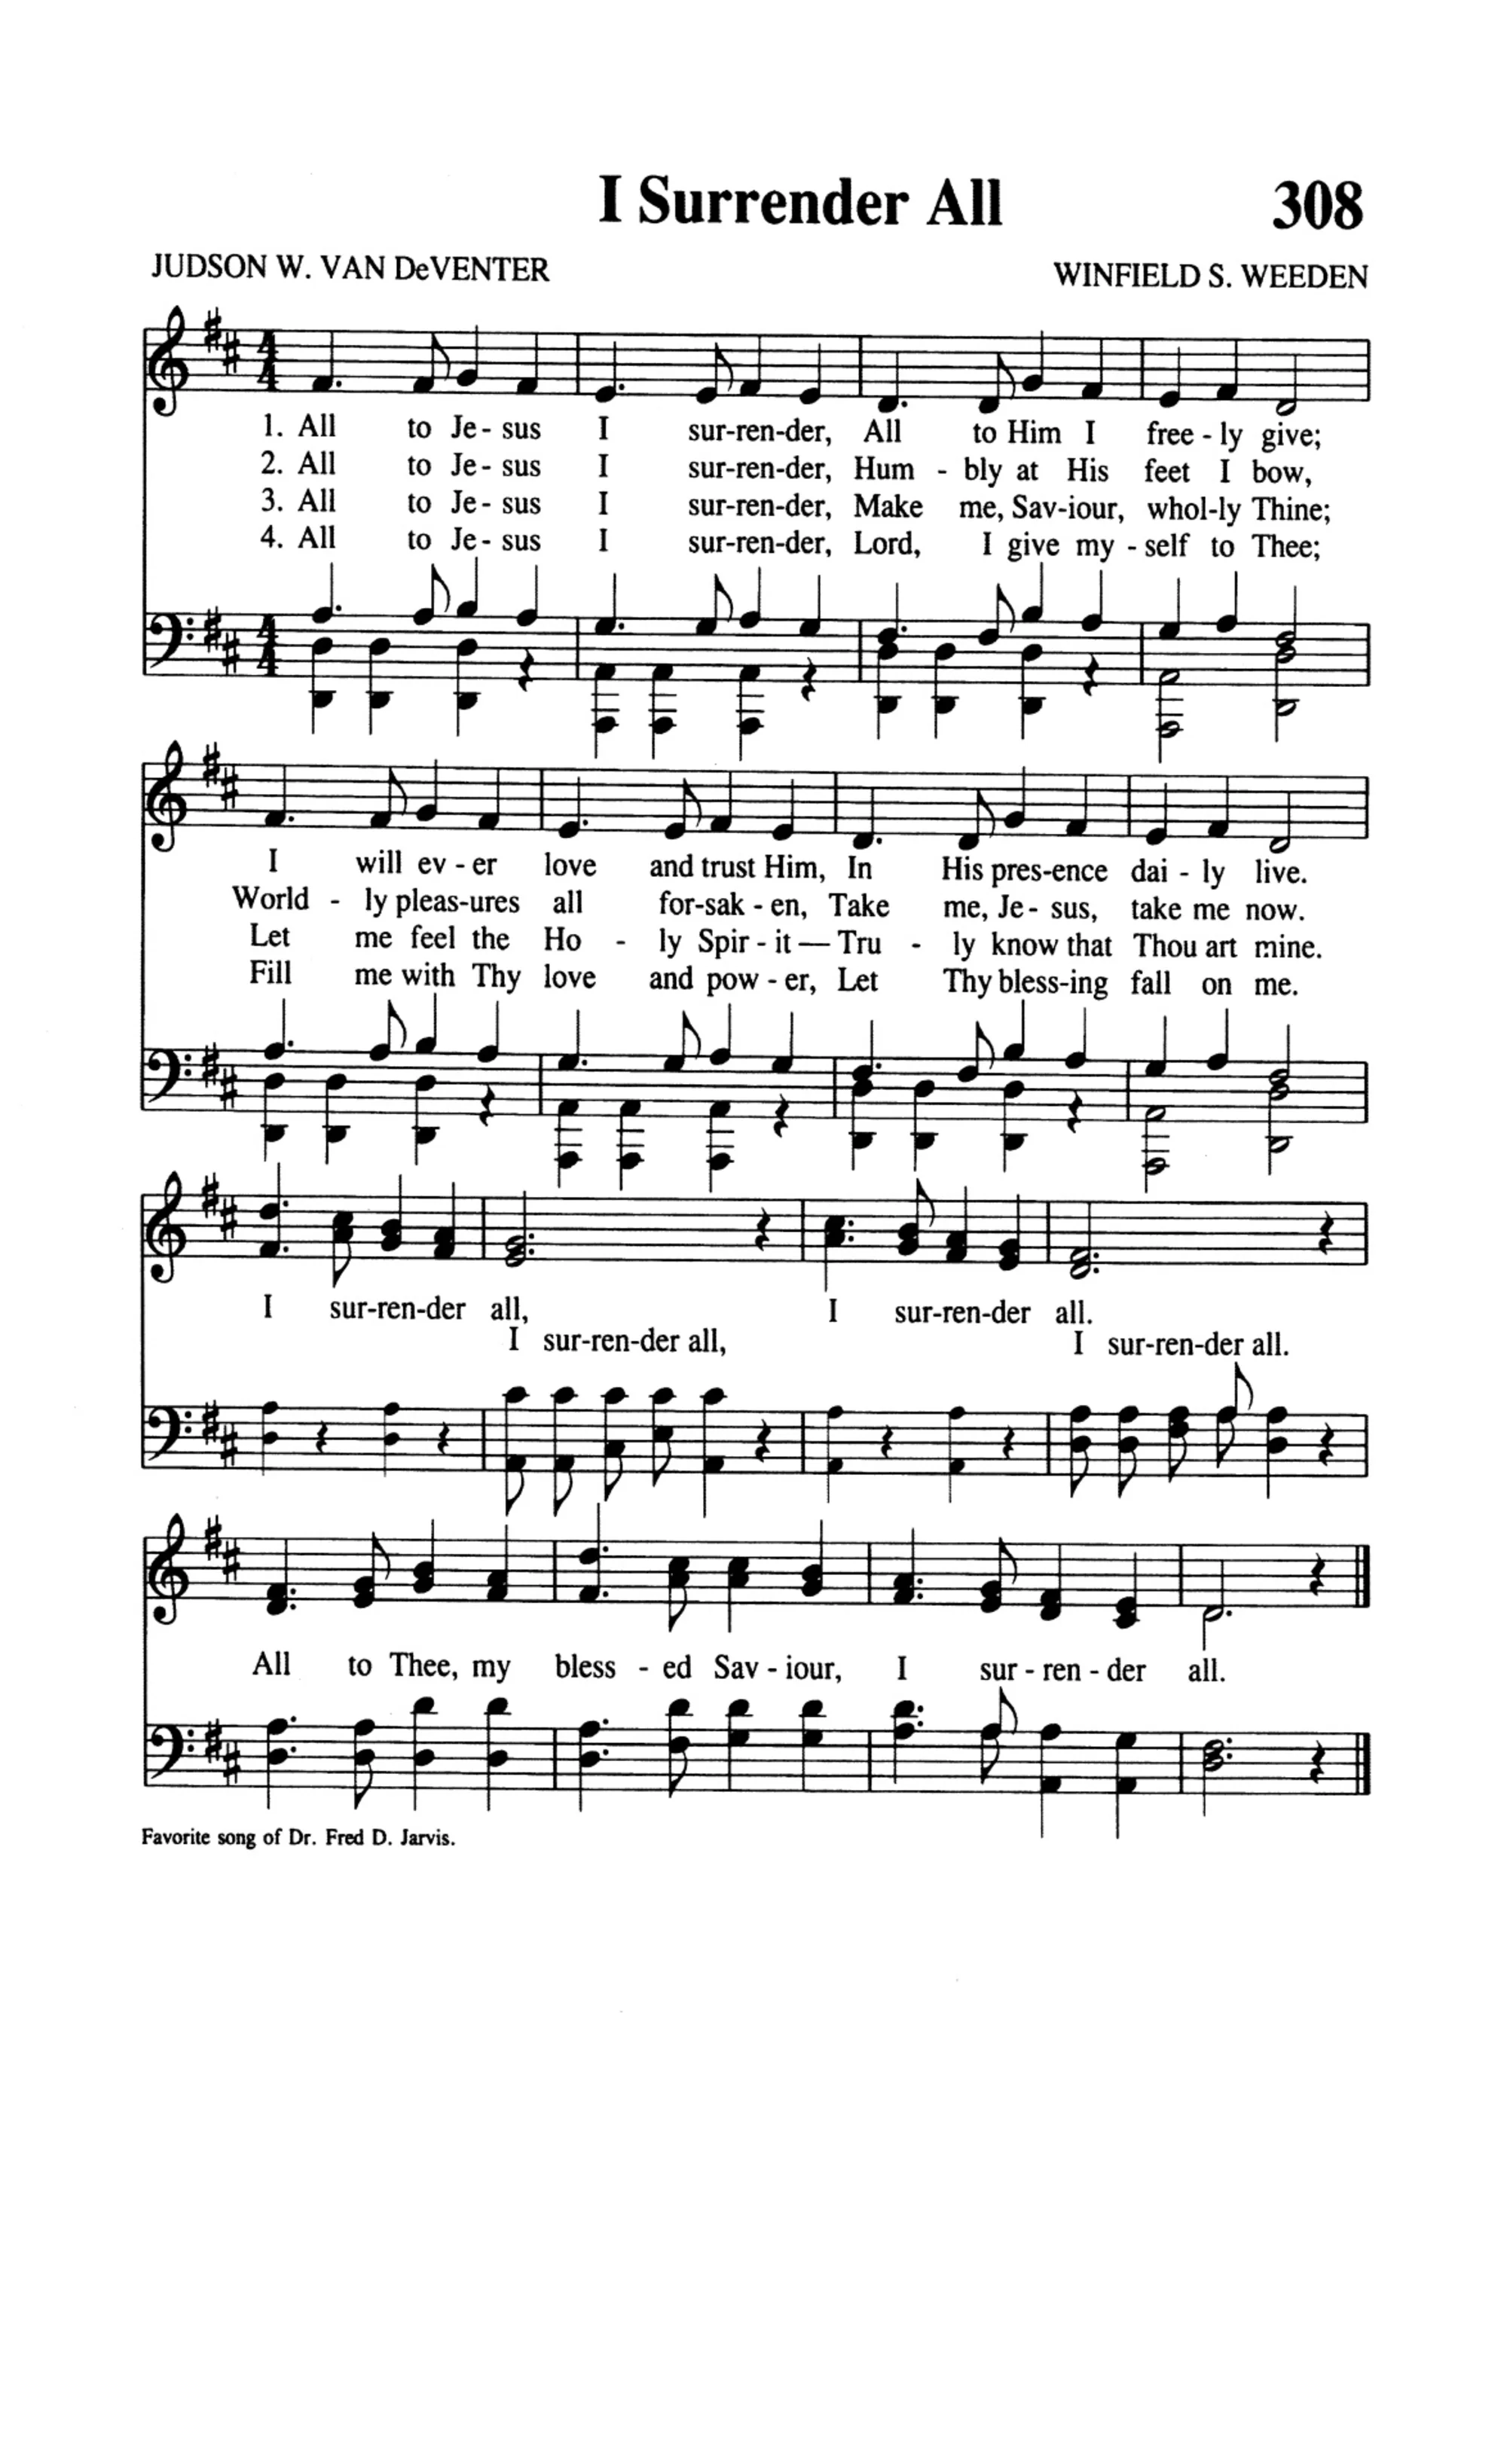 I Surrender All 308
JUDSON W. VAN DeVENTER
WINFIELD S. WEEDEN
1. All to Je - sus I sur-ren-der, All to Him I free - ly give;
2. All to Je - sus I sur-ren-der, Hum - bly at His feet I bow,
3. All to Je - sus I sur-ren-der, Make me, Sav-iour, whol-ly Thine;
4. All to Je - sus I sur-ren-der, Lord, I give my - self to Thee;
I will ev - er love and trust Him, In His pres-ence dai - ly live.
World - ly pleas-ures all for-sak - en, Take me, Je - sus, take me now.
Let me feel the Ho - ly Spir - it — Tru - ly know that Thou art mine.
Fill me with Thy love and pow - er, Let Thy bless-ing fall on me.
I sur-ren-der all, I sur-ren-der all.
I sur-ren-der all, I sur-ren-der all.
All to Thee, my bless - ed Sav - iour, I sur - ren - der all.
Favorite song of Dr. Fred D. Jarvis.